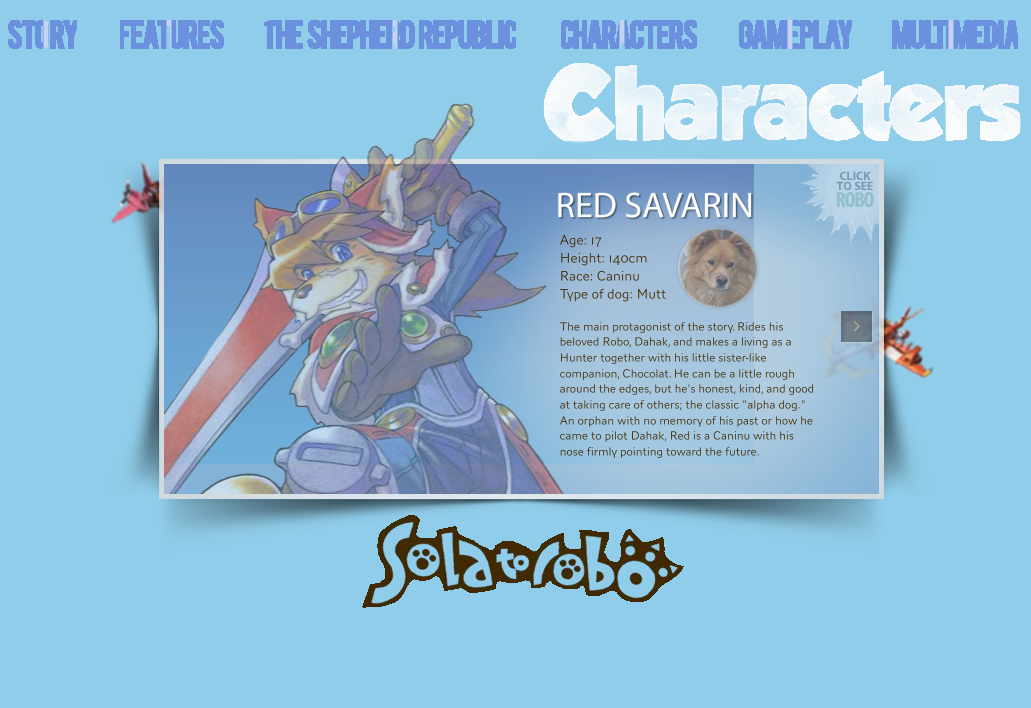 STORY FEATURES THE SHEPHERD REPUBLIC CHARACTERS GAMEPLAY MULTIMEDIA
Characters
CLICK
TO SEE
ROBO
RED SAVARIN
Age: 17
Height: 140cm
Race: Caninu
Type of dog: Mutt
The main protagonist of the story. Rides his
beloved Robo, Dahak, and makes a living as a
Hunter together with his little sister-like
companion, Chocolat. He can be a little rough
around the edges, but he's honest, kind, and good
at taking care of others; the classic "alpha dog."
An orphan with no memory of his past or how he
came to pilot Dahak, Red is a Caninu with his
nose firmly pointing toward the future.
Solatorobo